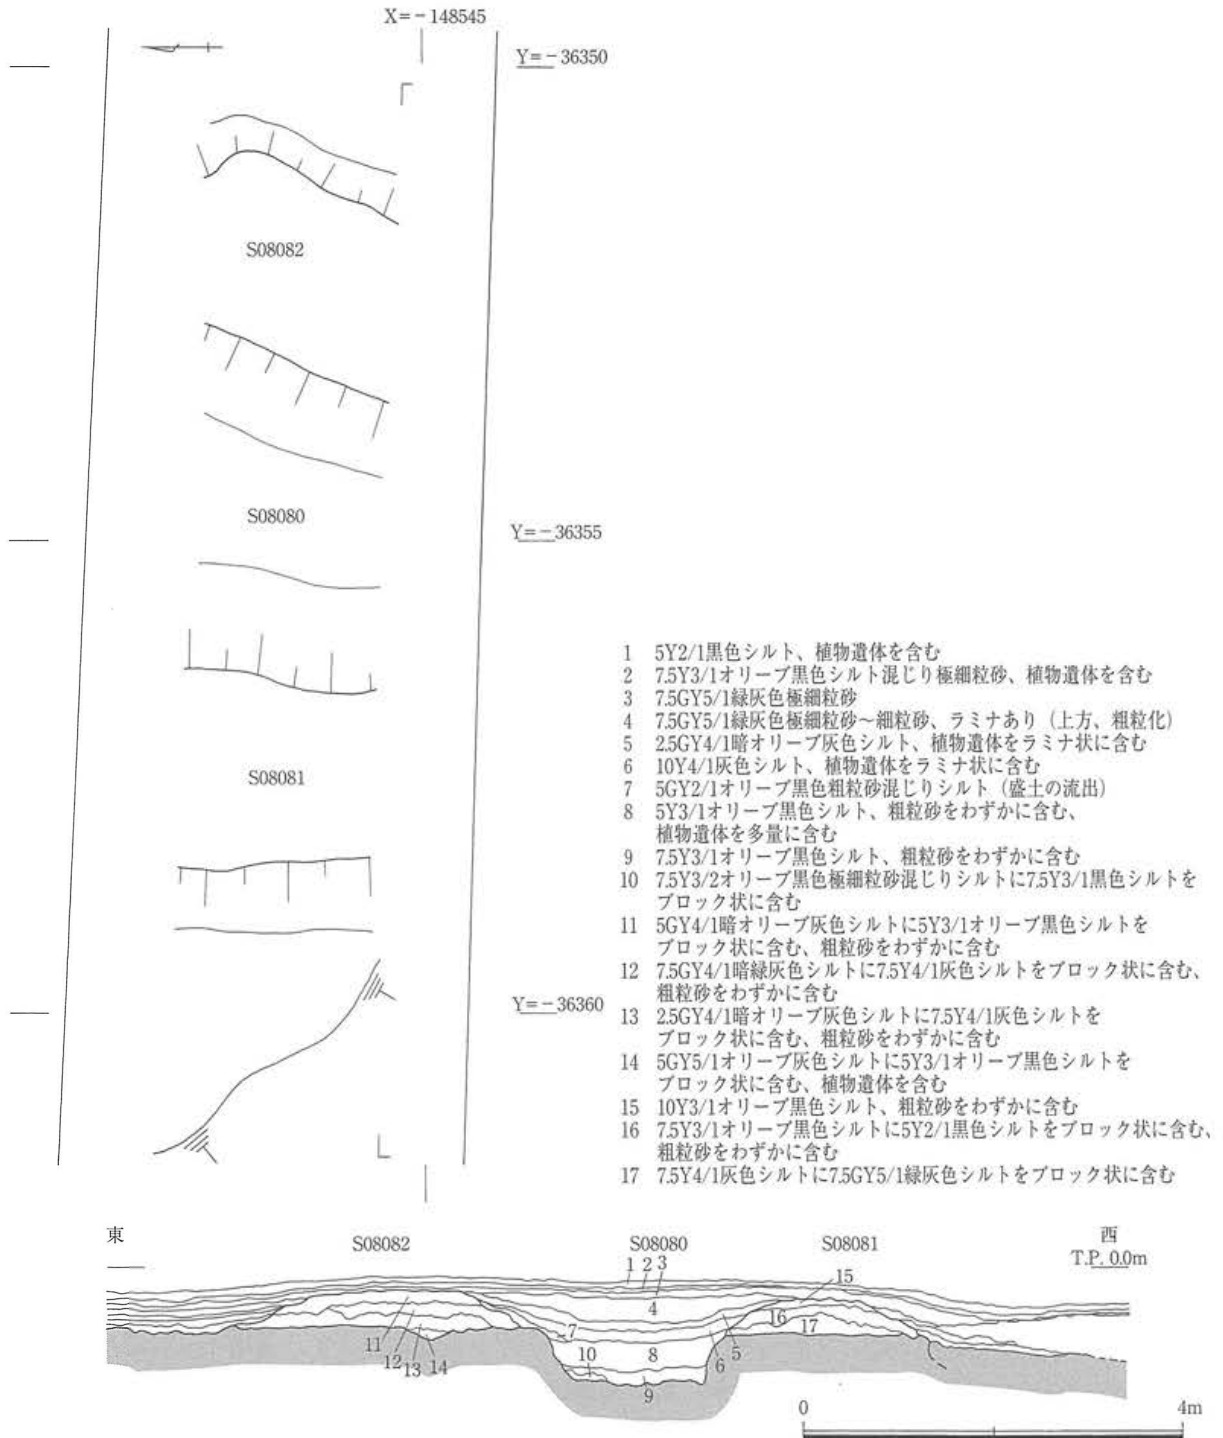 X=－148545
Y=－36350
S08082
S08080
Y=－36355
S08081
Y=－36360
1 5Y2/1黒色シルト、植物遺体を含む
2 7.5Y3/1オリーブ黒色シルト混じり極細粒砂、植物遺体を含む
3 7.5GY5/1緑灰色極細粒砂
4 7.5GY5/1緑灰色極細粒砂～細粒砂、ラミナあり（上方、粗粒化）
5 2.5GY4/1暗オリーブ灰色シルト、植物遺体をラミナ状に含む
6 10Y4/1灰色シルト、植物遺体をラミナ状に含む
7 5GY2/1オリーブ黒色粗粒砂混じりシルト（盛土の流出）
8 5Y3/1オリーブ黒色シルト、粗粒砂をわずかに含む、
植物遺体を多量に含む
9 7.5Y3/1オリーブ黒色シルト、粗粒砂をわずかに含む
10 7.5Y3/2オリーブ黒色極細粒砂混じりシルトに7.5Y3/1黒色シルトを
ブロック状に含む
11 5GY4/1暗オリーブ灰色シルトに5Y3/1オリーブ黒色シルトを
ブロック状に含む、粗粒砂をわずかに含む
12 7.5GY4/1暗緑灰色シルトに7.5Y4/1灰色シルトをブロック状に含む、
粗粒砂をわずかに含む
13 2.5GY4/1暗オリーブ灰色シルトに7.5Y4/1灰色シルトを
ブロック状に含む、粗粒砂をわずかに含む
14 5GY5/1オリーブ灰色シルトに5Y3/1オリーブ黒色シルトを
ブロック状に含む、植物遺体を含む
15 10Y3/1オリーブ黒色シルト、粗粒砂をわずかに含む
16 7.5Y3/1オリーブ黒色シルトに5Y2/1黒色シルトをブロック状に含む、
粗粒砂をわずかに含む
17 7.5Y4/1灰色シルトに7.5GY5/1緑灰色シルトをブロック状に含む
東
S08082
S08080
S08081
西
T.P. 0.0m
1 2 3
15
4
16
17
7
11
12
13
14
10
8
5
6
9
0
4m